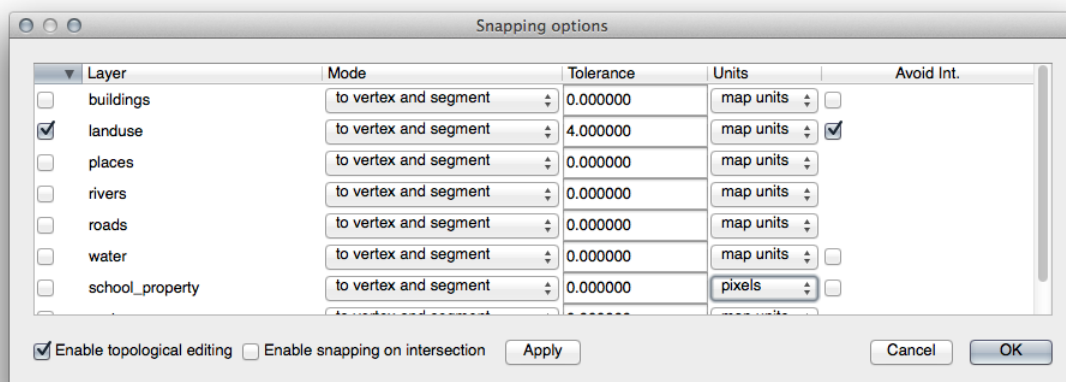 Snapping options
Layer Mode Tolerance Units Avoid Int.
buildings to vertex and segment 0.000000 map units
landuse to vertex and segment 4.000000 map units
places to vertex and segment 0.000000 map units
rivers to vertex and segment 0.000000 map units
roads to vertex and segment 0.000000 map units
water to vertex and segment 0.000000 map units
school_property to vertex and segment 0.000000 pixels
Enable topological editing Enable snapping on intersection Apply Cancel OK